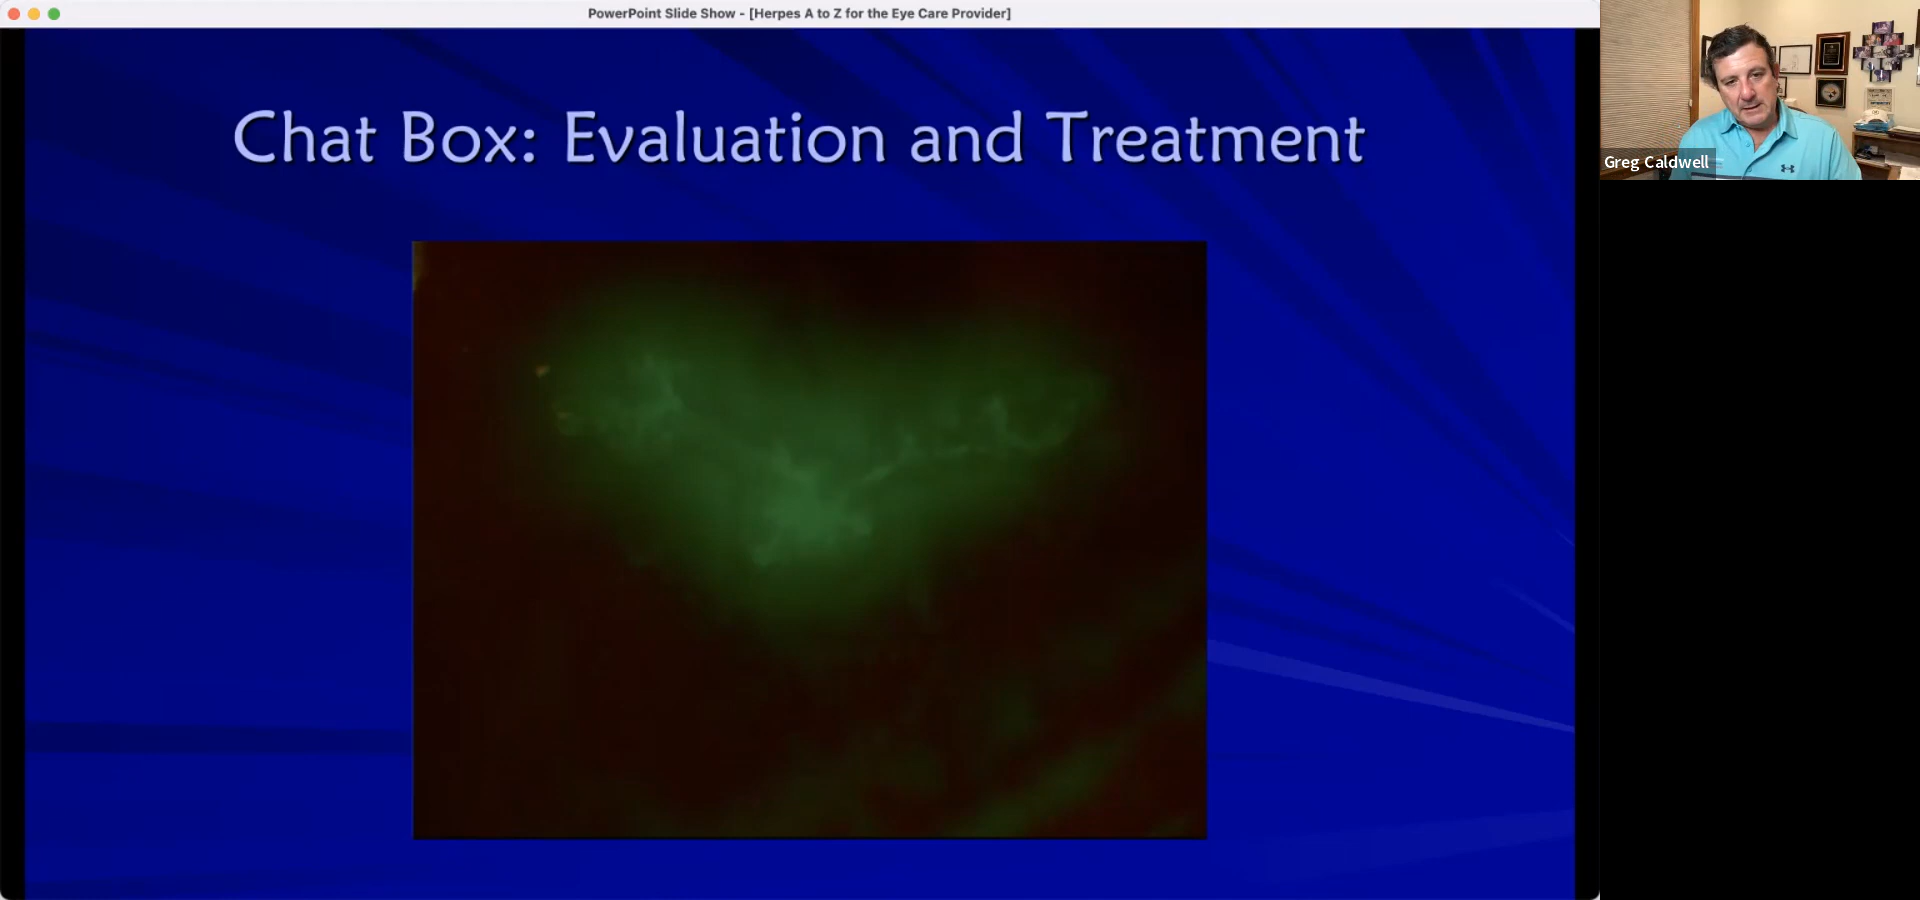 PowerPoint Slide Show - [Herpes A to Z for the Eye Care Provider]
Chat Box: Evaluation and Treatment
Greg Caldwell